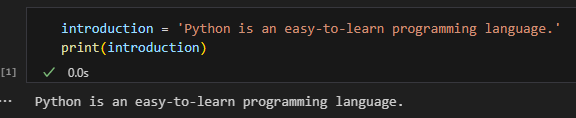 introduction = 'Python is an easy-to-learn programming language.'
print(introduction)
[1]
✓ 0.0s
... Python is an easy-to-learn programming language.